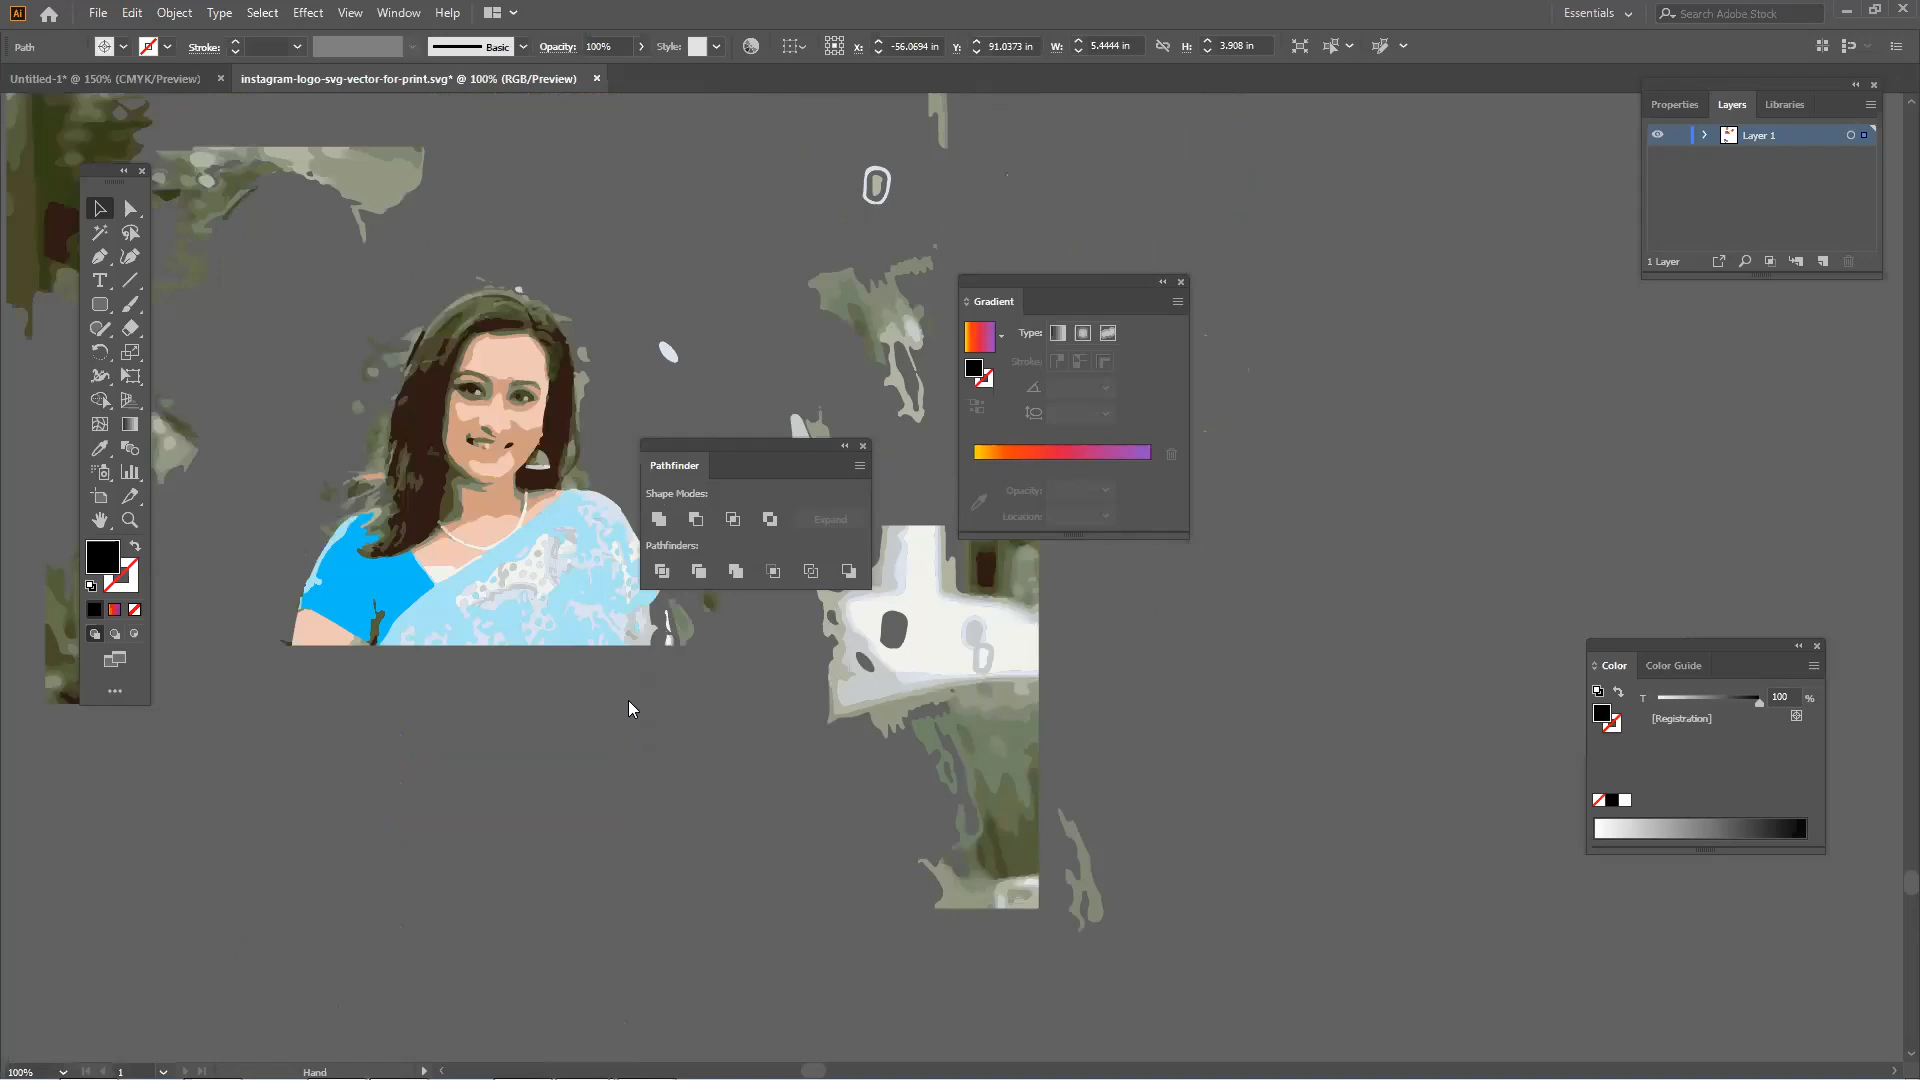 Ai File Edit Object Type Select Effect View Window Help Essentials Search Adobe Stock
Path Stroke: Basic Opacity: 100% Style: X: -56.0694 in Y: 91.0373 in W: 5.4444 in H: 3.908 in
Untitled-1* @ 150% (CMYK/Preview) instagram-logo-svg-vector-for-print.svg* @ 100% (RGB/Preview)
Properties Layers Libraries
Layer 1
1 Layer
Gradient
Type:
Stroke:
Opacity:
Location:
Pathfinder
Shape Modes:
Expand
Pathfinders:
Color Color Guide
T 100 %
[Registration]
100% 1 Hand